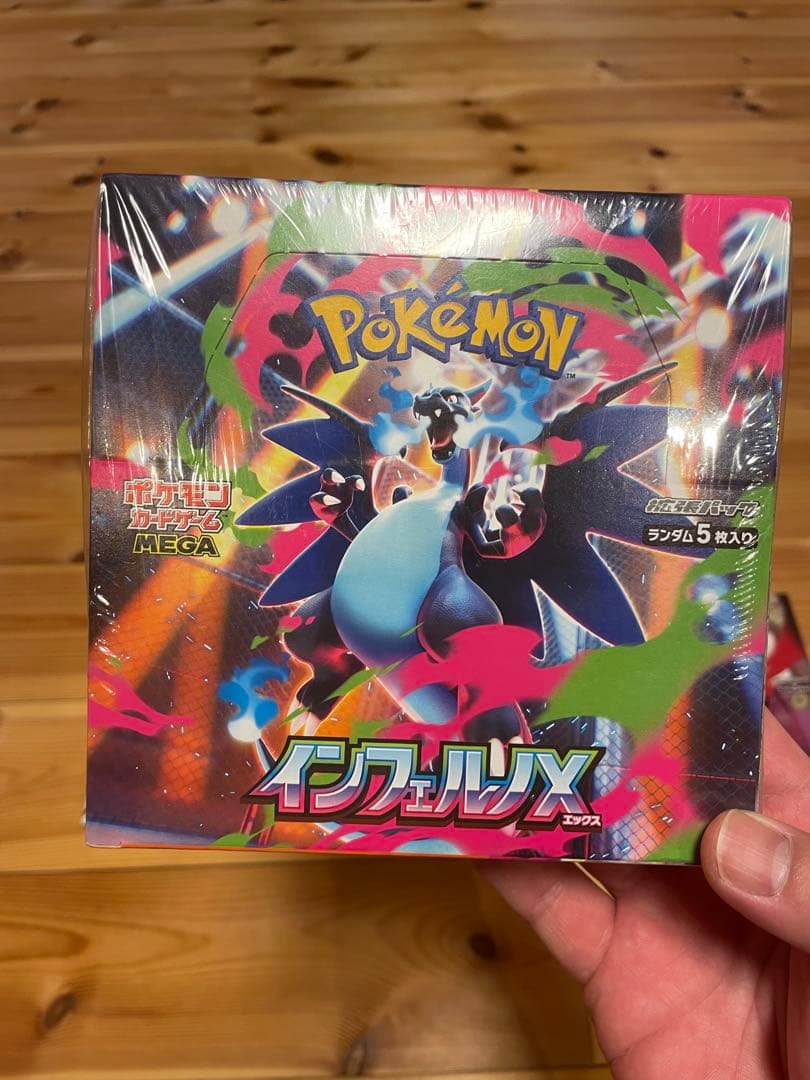 POKéMON
TM
ポケモン
カードゲーム
MEGA
拡張パック
ランダム5枚入り
インフェルノX
エックス